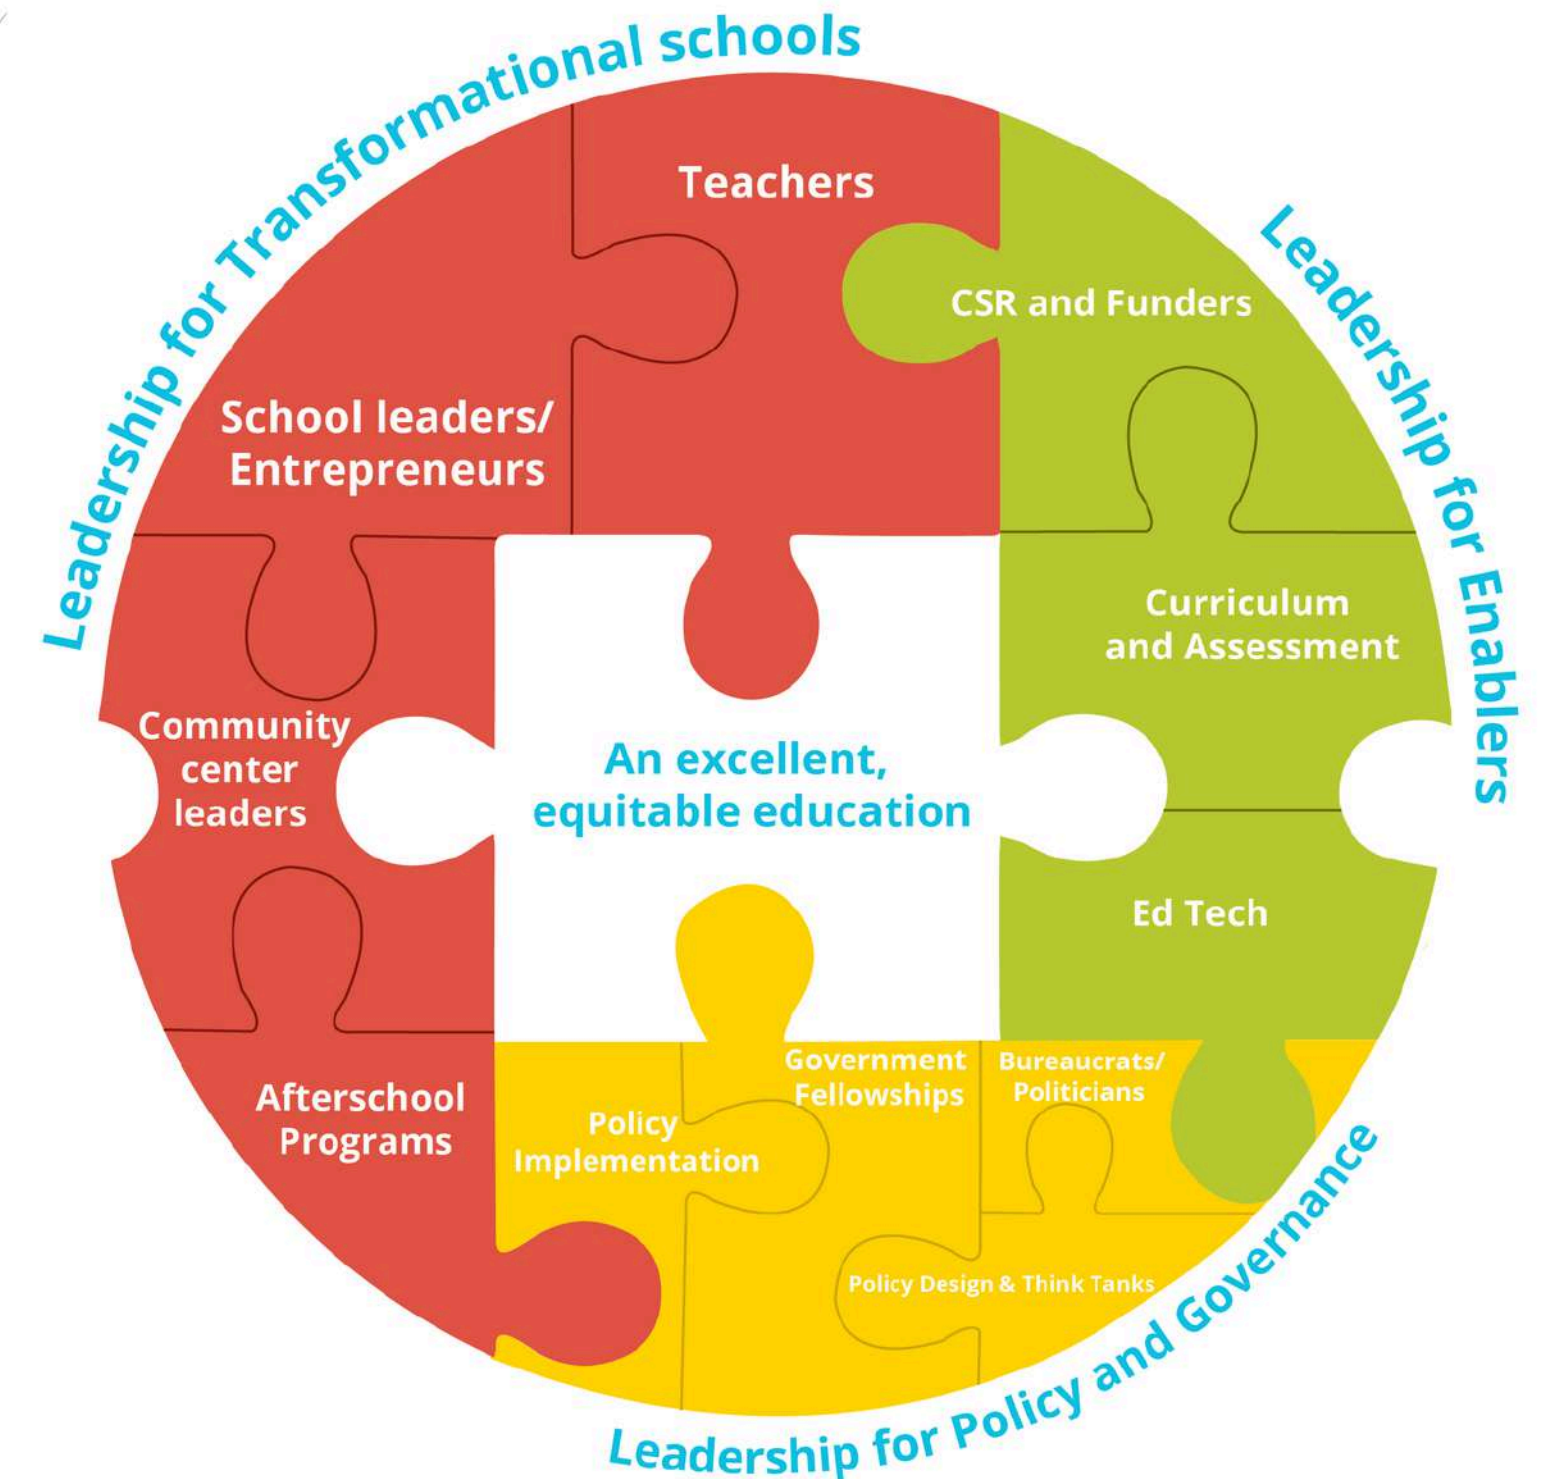 Leadership for Transformational schools
Teachers
CSR and Funders
Leadership for Enablers
School leaders/
Entrepreneurs
Curriculum
and Assessment
Community
center
leaders
An excellent,
equitable education
Ed Tech
Afterschool
Programs
Policy
Implementation
Government
Fellowships
Bureaucrats/
Politicians
Policy Design & Think Tanks
Leadership for Policy and Governance